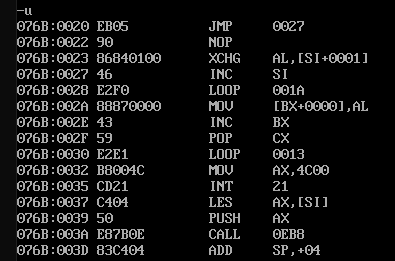 -u
076B:0020 EB05 JMP 0027
076B:0022 90 NOP
076B:0023 86840100 XCHG AL,[SI+0001]
076B:0027 46 INC SI
076B:0028 E2F0 LOOP 001A
076B:002A 88870000 MOV [BX+0000],AL
076B:002E 43 INC BX
076B:002F 59 POP CX
076B:0030 E2E1 LOOP 0013
076B:0032 B8004C MOV AX,4C00
076B:0035 CD21 INT 21
076B:0037 C404 LES AX,[SI]
076B:0039 50 PUSH AX
076B:003A E87B0E CALL 0EB8
076B:003D 83C404 ADD SP,+04